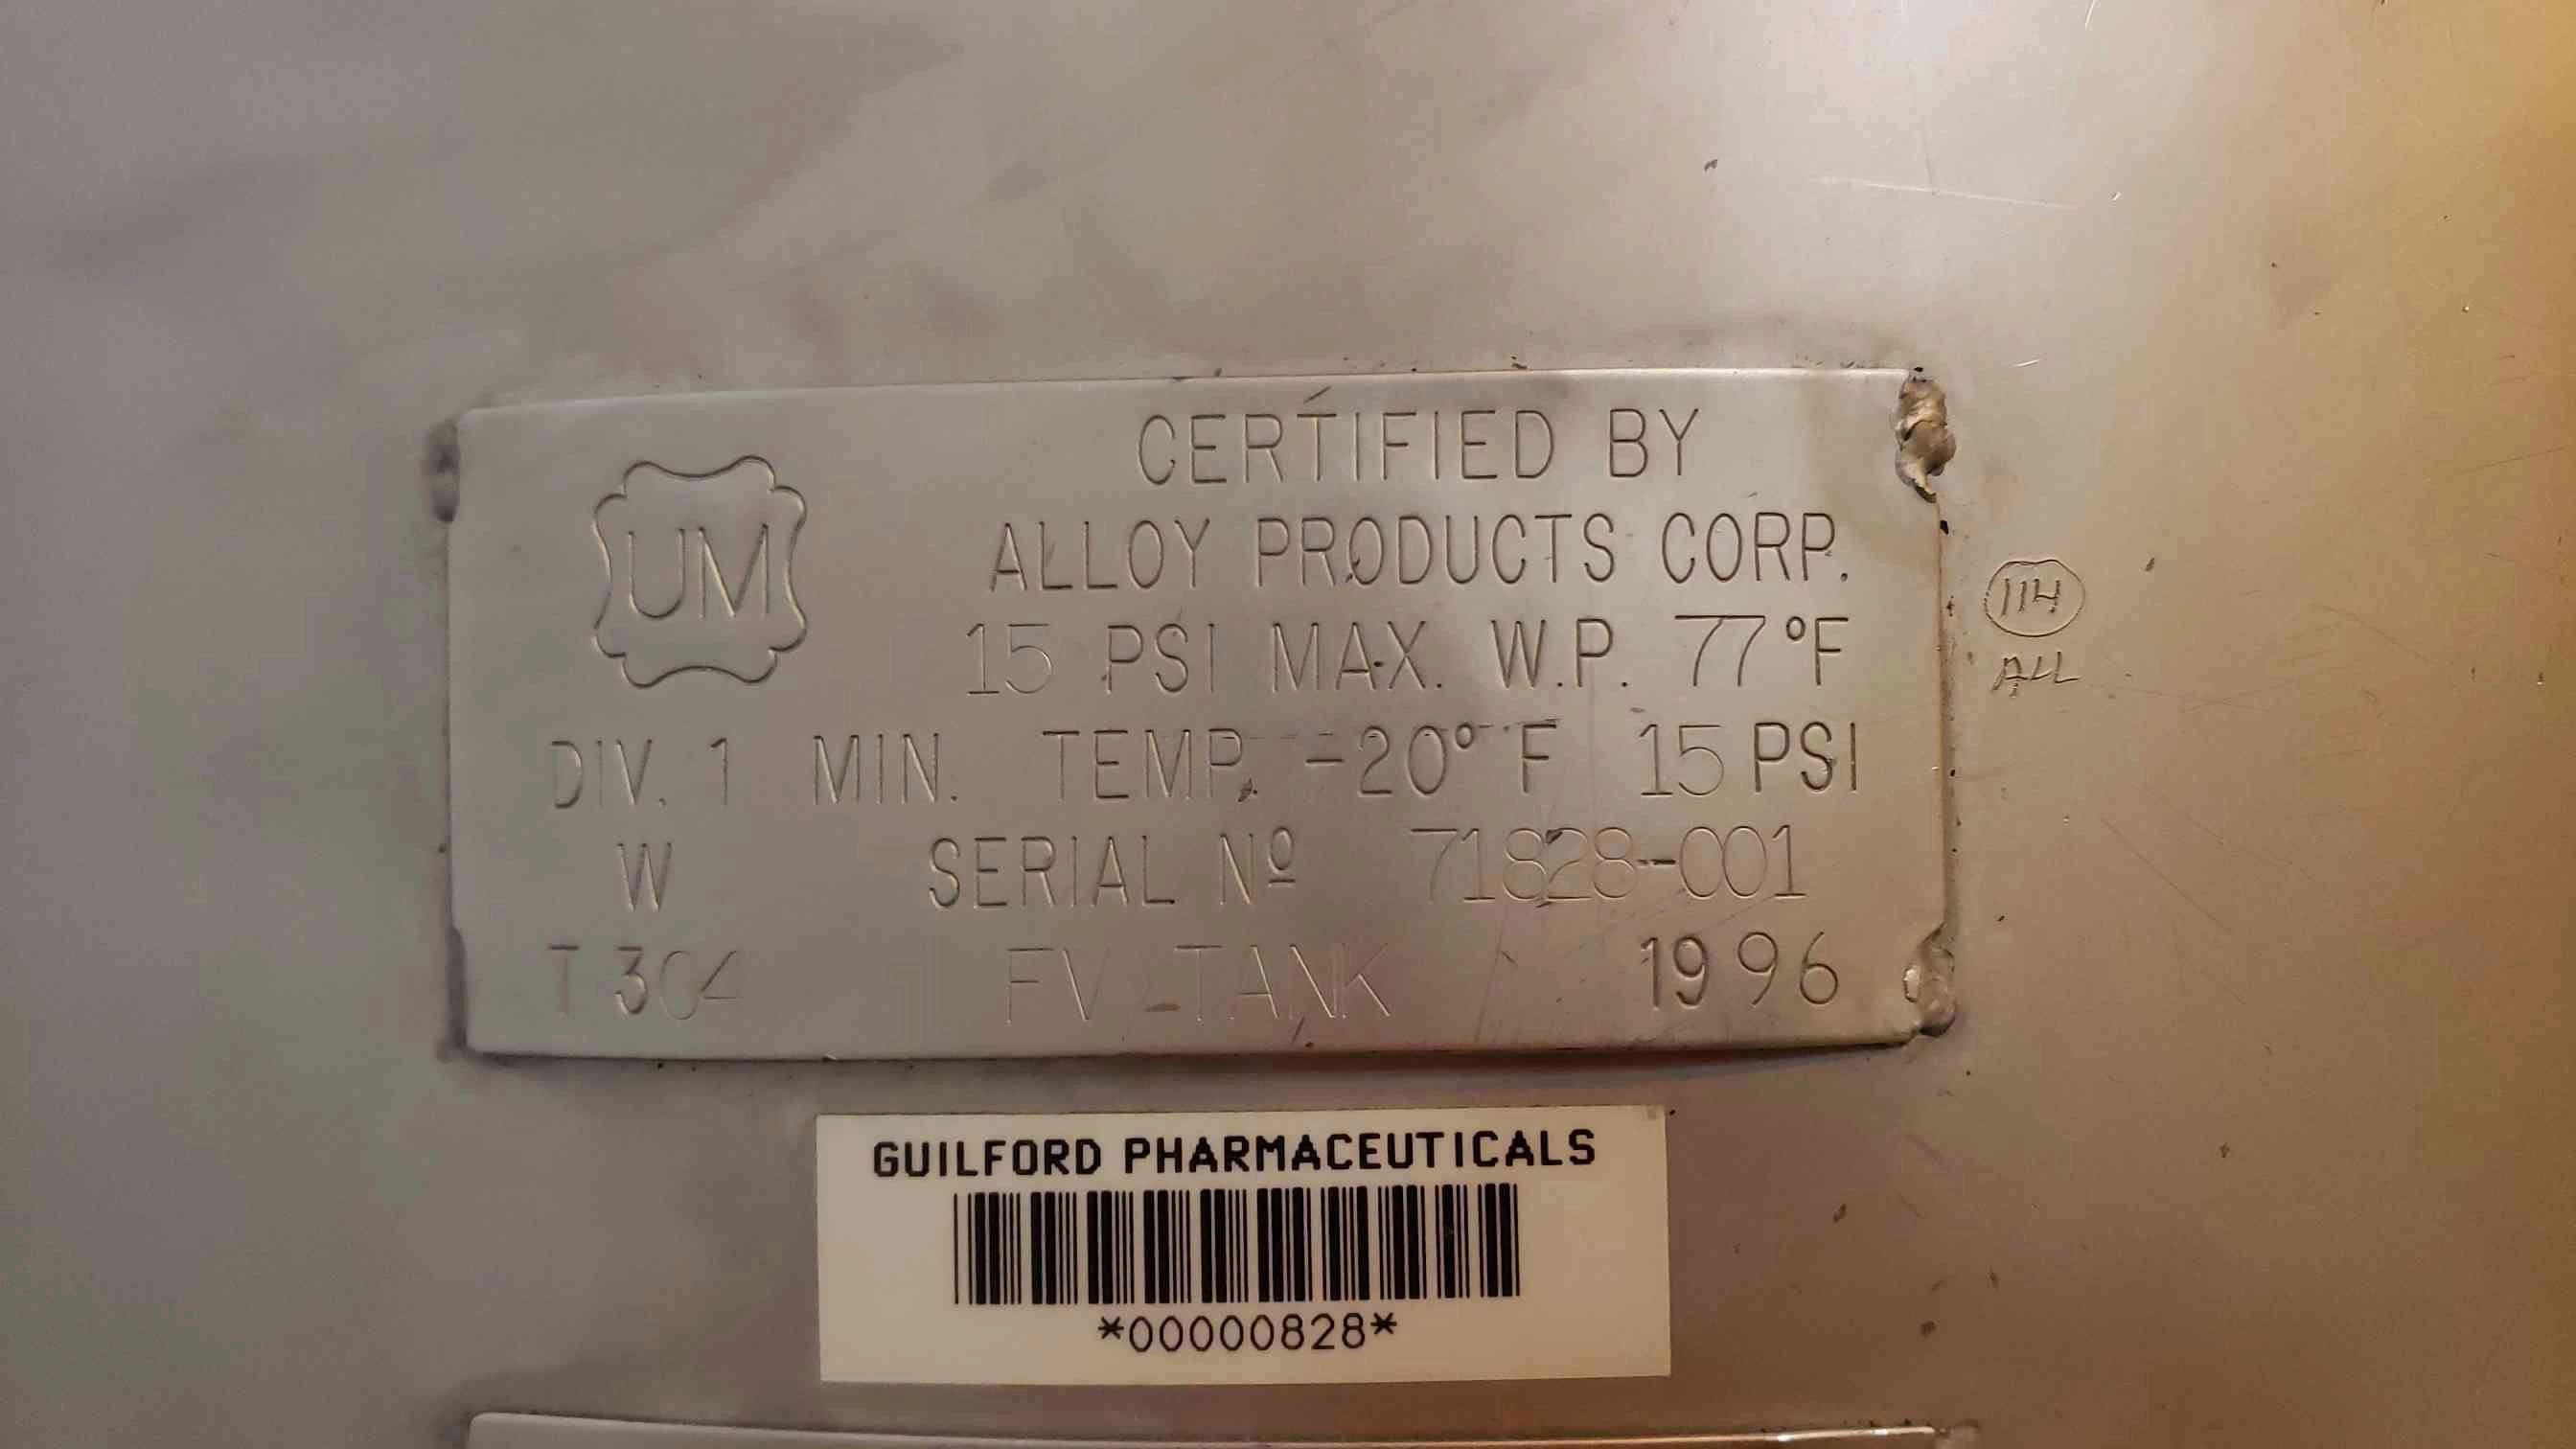 CERTIFIED BY
UM
ALLOY PRODUCTS CORP.
15 PSI MAX. W.P. 77°F
DIV. 1 MIN. TEMP. -20°F 15 PSI
W SERIAL Nº 71828-001
T 304 FV-TANK 1996
114
ALL
GUILFORD PHARMACEUTICALS
*00000828*